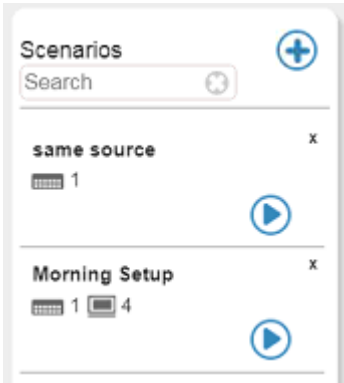 Scenarios
Search
same source x
1
Morning Setup x
1 4